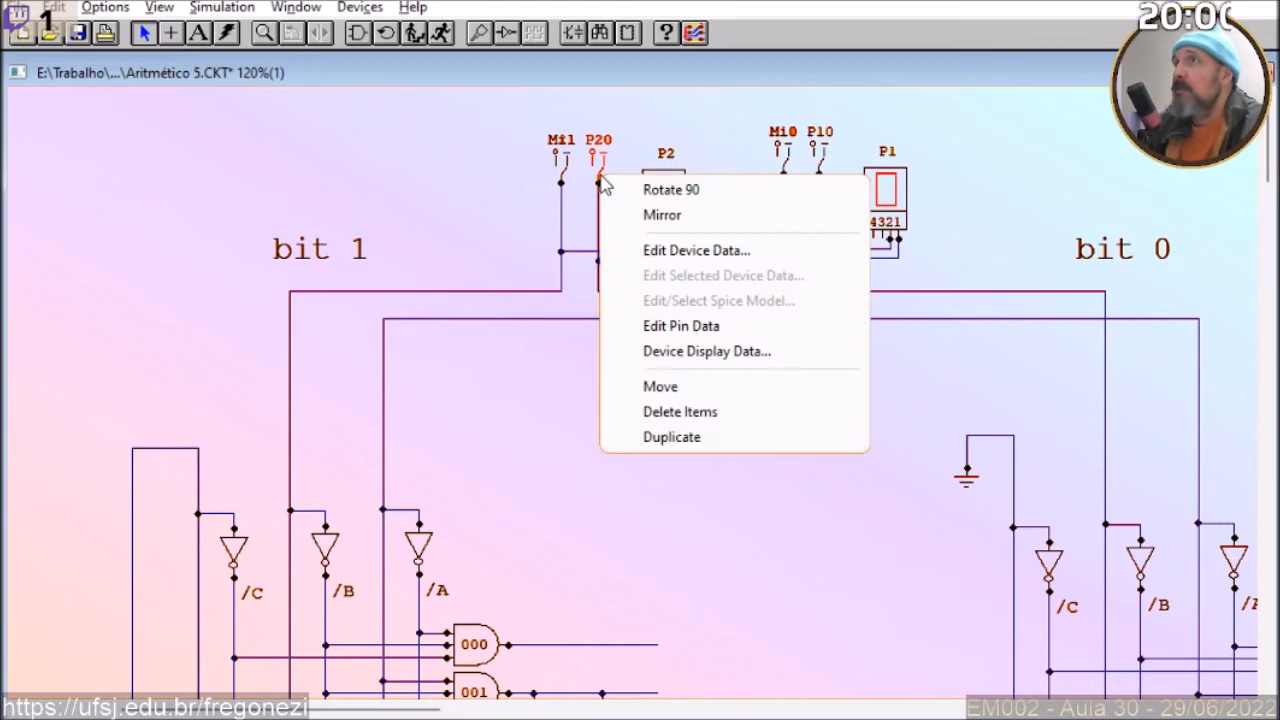 Edit Options View Simulation Window Devices Help
1
20:00
E:\Trabalho\...\Aritmético 5.CKT* 120%(1)
Mi1 P20
P2
Mi0 P10
P1
4321
bit 1
bit 0
Rotate 90
Mirror
Edit Device Data...
Edit Selected Device Data...
Edit/Select Spice Model...
Edit Pin Data
Device Display Data...
Move
Delete Items
Duplicate
/C
/B
/A
/C
/B
000
001
https://ufsj.edu.br/fregonezi
EM002 - Aula 30 - 29/06/2022